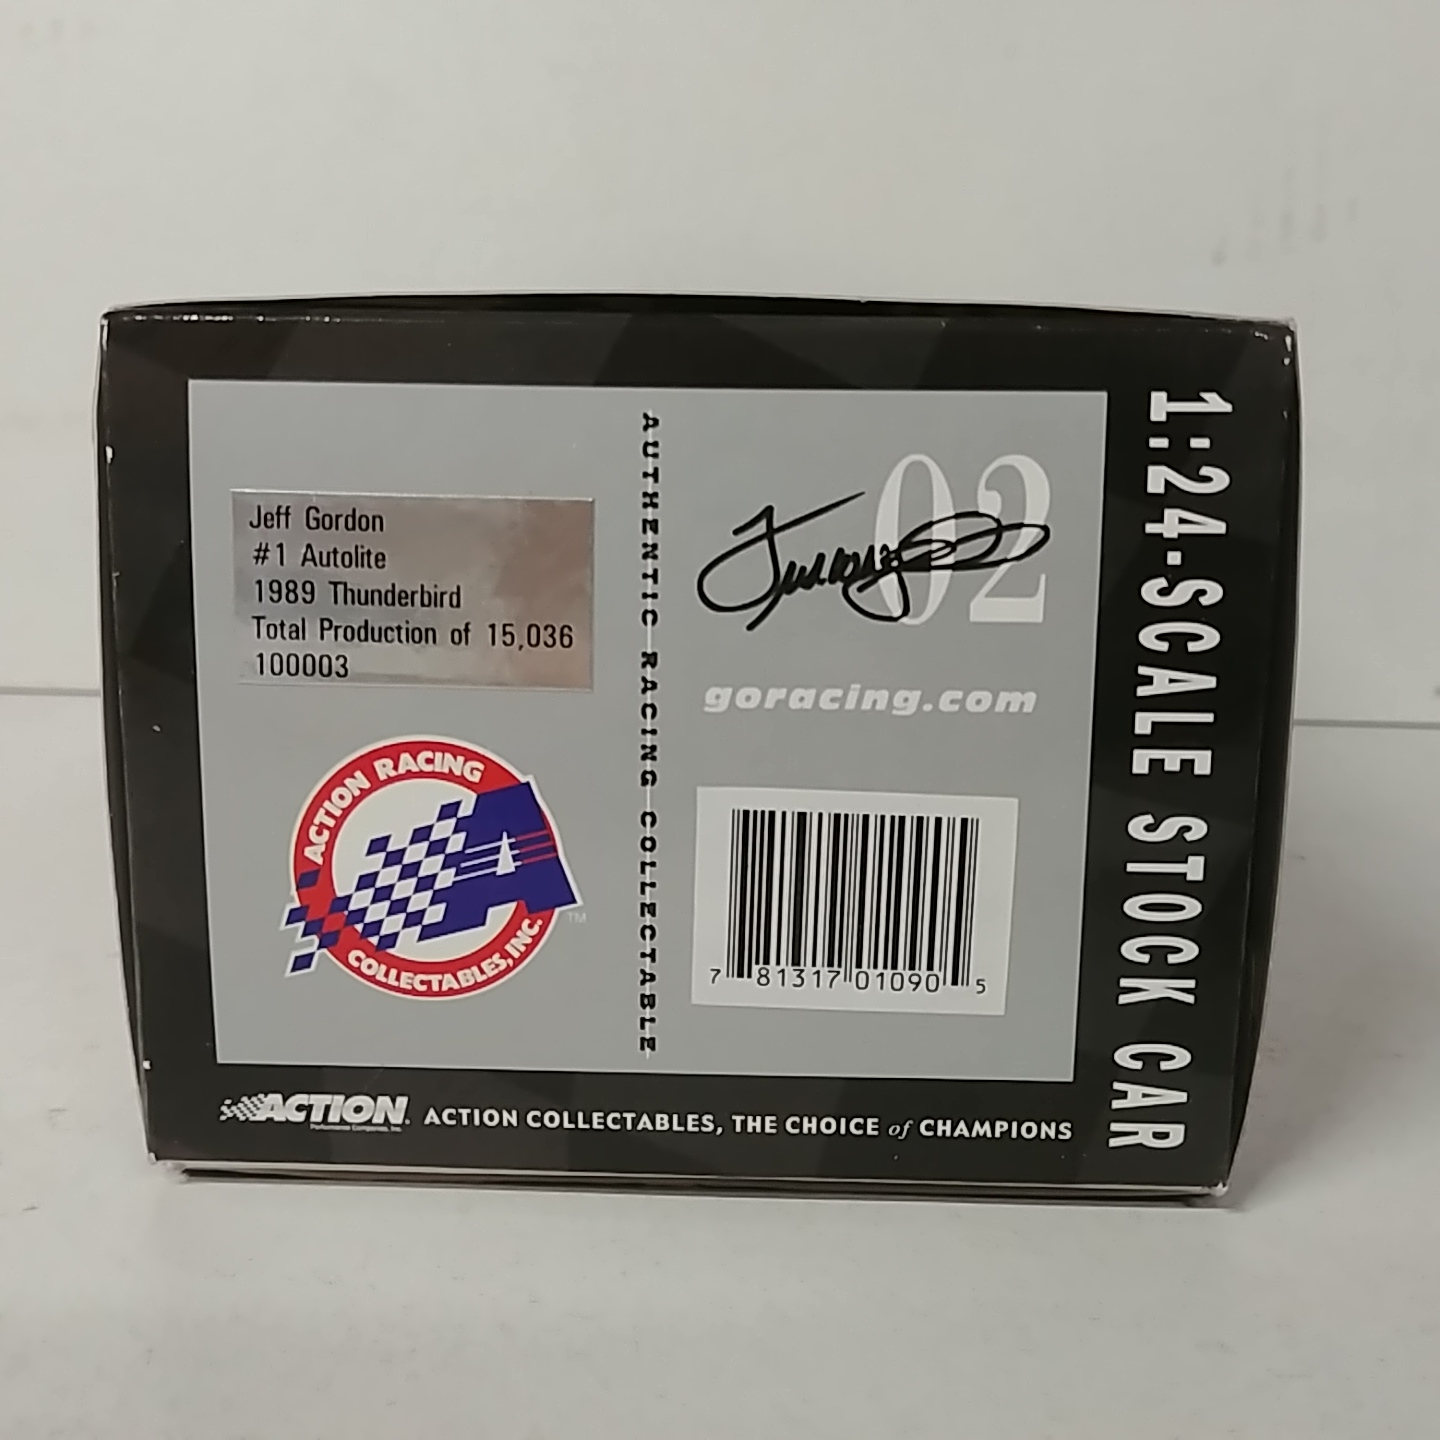 Jeff Gordon
#1 Autolite
1989 Thunderbird
Total Production of 15,036
100003
ACTION RACING
COLLECTABLES, INC.
TM
AUTHENTIC RACING COLLECTABLE
02
goracing.com
7 81317 01090 5
1:24-SCALE STOCK CAR
ACTION
ACTION COLLECTABLES, THE CHOICE of CHAMPIONS